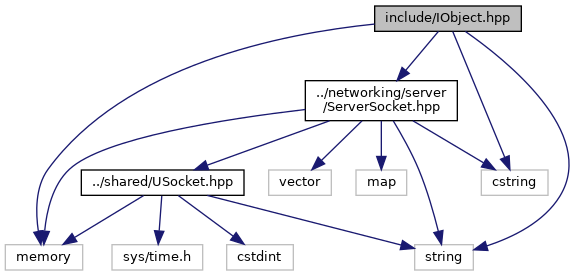 include/IObject.hpp
../networking/server
/ServerSocket.hpp
../shared/USocket.hpp
vector
map
cstring
memory
sys/time.h
cstdint
string